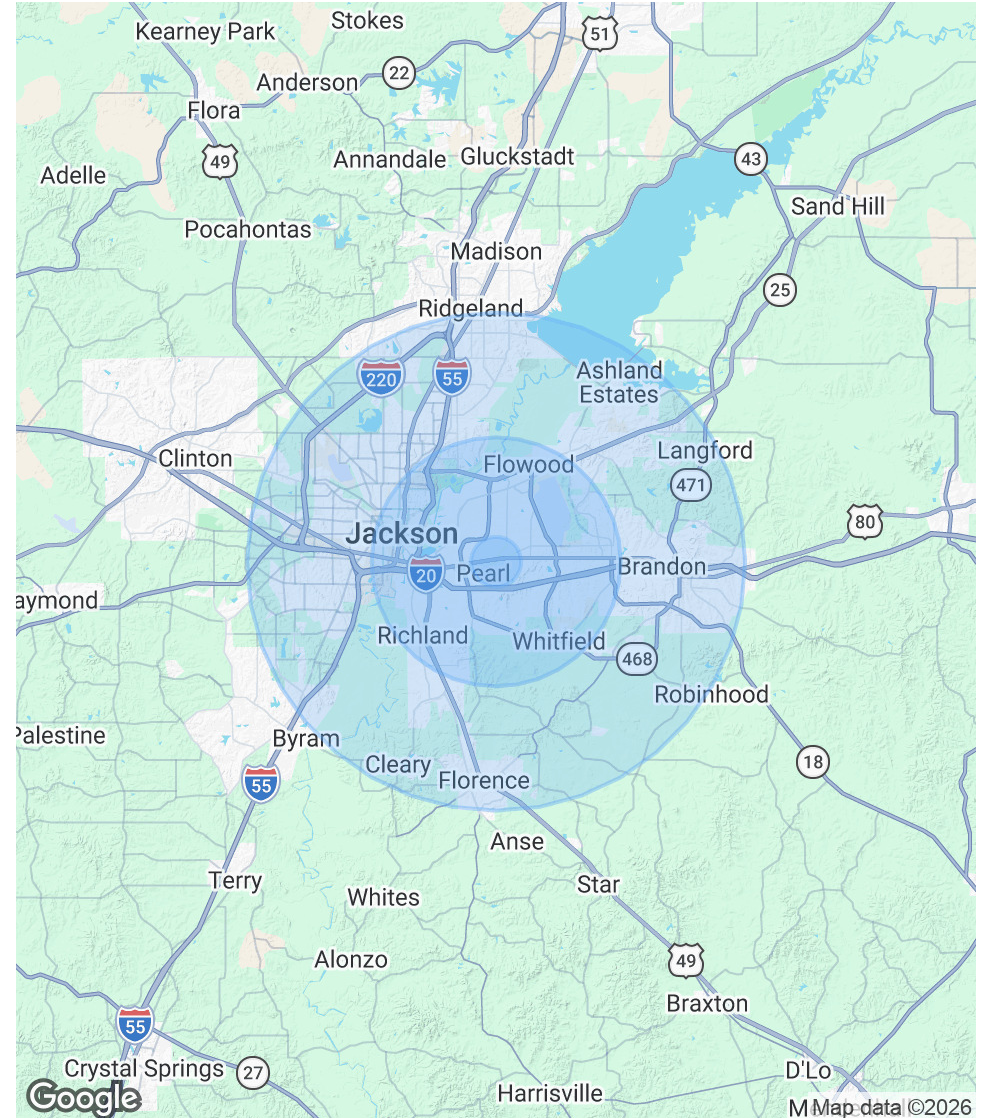 Stokes
Kearney Park
51
22
Anderson
Flora
49
Annandale
Gluckstadt
43
Adelle
Sand Hill
Pocahontas
Madison
25
Ridgeland
220
55
Ashland
Estates
Clinton
Flowood
Langford
471
80
Jackson
20
Pearl
Brandon
aymond
Richland
Whitfield
468
Robinhood
Palestine
Byram
Cleary
Florence
18
55
Anse
Terry
Whites
Star
Alonzo
49
Braxton
55
Crystal Springs
27
D'Lo
Harrisville
Google
Map data ©2026